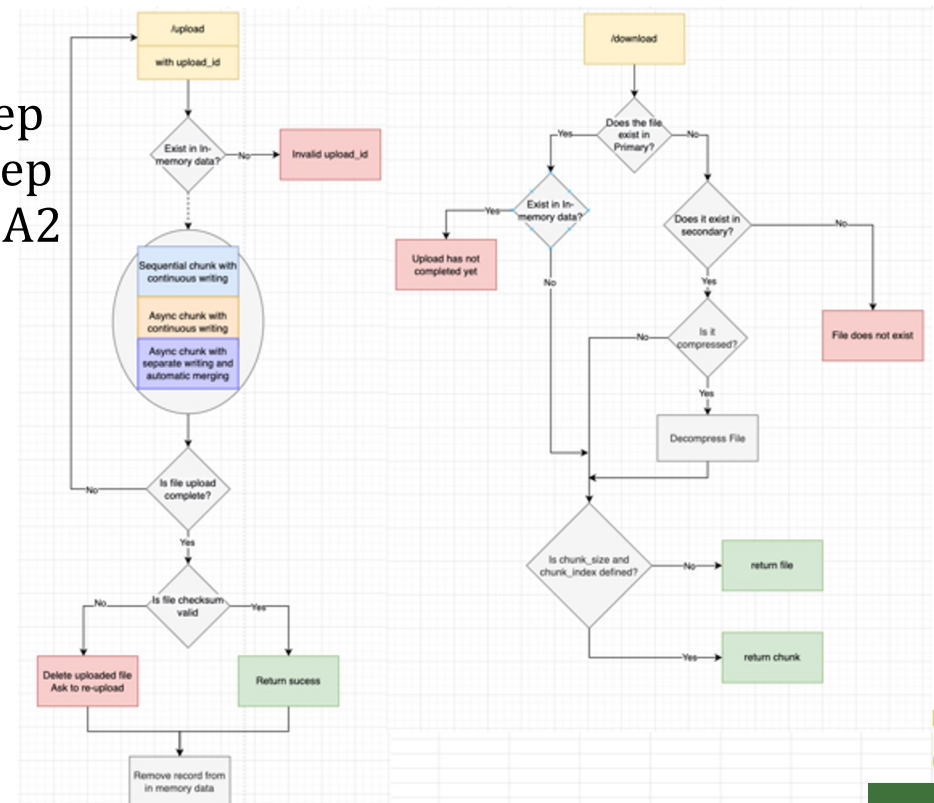 ep
ep
A2
/upload
with upload_id
Exist in In-
memory data?
No
Invalid upload_id
Sequential chunk with
continuous writing
Async chunk with
continuous writing
Async chunk with
separate writing and
automatic merging
Is file upload
complete?
No
Yes
Is file checksum
valid
No
Yes
Delete uploaded file
Ask to re-upload
Return sucess
Remove record from
in memory data
/download
Does the file
exist in
Primary?
Yes
No
Exist in In-
memory data?
Yes
Upload has not
completed yet
No
Does it exist in
secondary?
No
File does not exist
Yes
Is it
compressed?
No
Yes
Decompress File
Is chunk_size and
chunk_index defined?
No
return file
Yes
return chunk